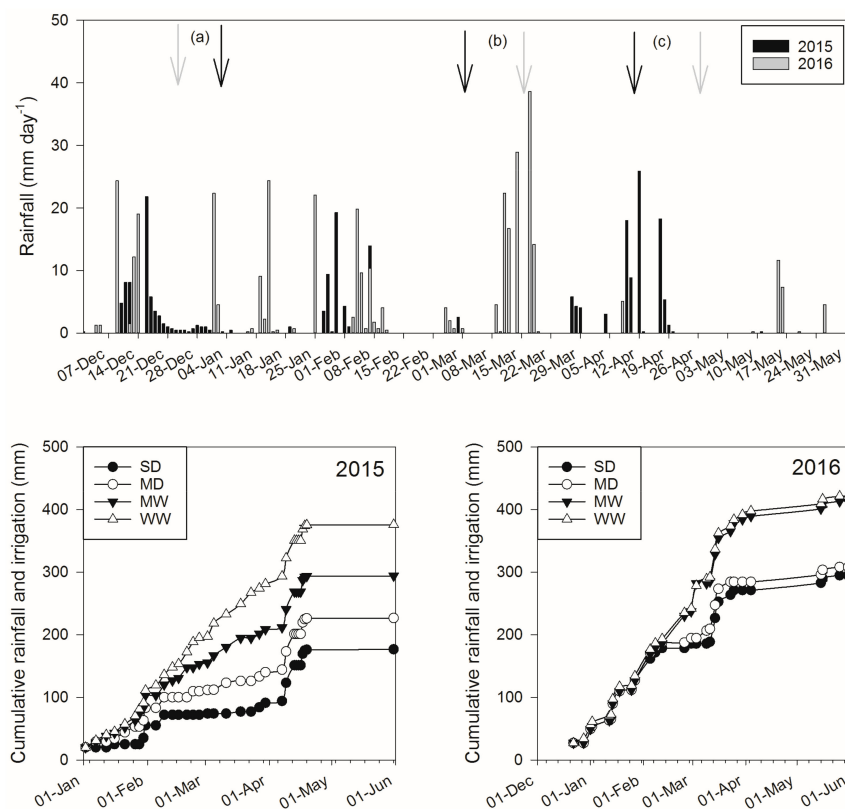 50
40
30
20
10
0
Rainfall (mm day⁻¹)
(a)
(b)
(c)
2015
2016
07-Dec
14-Dec
21-Dec
28-Dec
04-Jan
11-Jan
18-Jan
25-Jan
01-Feb
08-Feb
15-Feb
22-Feb
01-Mar
08-Mar
15-Mar
22-Mar
29-Mar
05-Apr
12-Apr
19-Apr
26-Apr
03-May
10-May
17-May
24-May
31-May
500
400
300
200
100
0
Cumulative rainfall and irrigation (mm)
SD
MD
MW
WW
2015
01-Jan
01-Feb
01-Mar
01-Apr
01-May
01-Jun
500
400
300
200
100
0
Cumulative rainfall and irrigation (mm)
SD
MD
MW
WW
2016
01-Dec
01-Jan
01-Feb
01-Mar
01-Apr
01-May
01-Jun